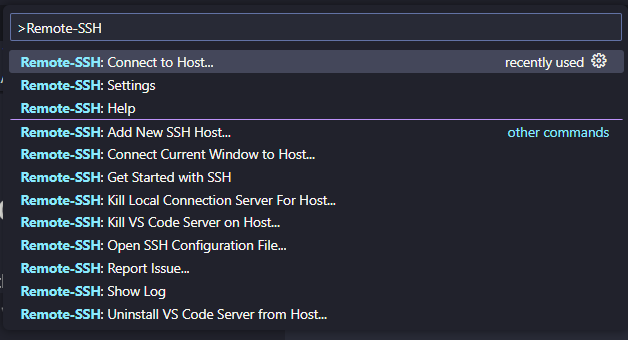 >Remote-SSH
Remote-SSH: Connect to Host... recently used
Remote-SSH: Settings
Remote-SSH: Help
Remote-SSH: Add New SSH Host... other commands
Remote-SSH: Connect Current Window to Host...
Remote-SSH: Get Started with SSH
Remote-SSH: Kill Local Connection Server For Host...
Remote-SSH: Kill VS Code Server on Host...
Remote-SSH: Open SSH Configuration File...
Remote-SSH: Report Issue...
Remote-SSH: Show Log
Remote-SSH: Uninstall VS Code Server from Host...